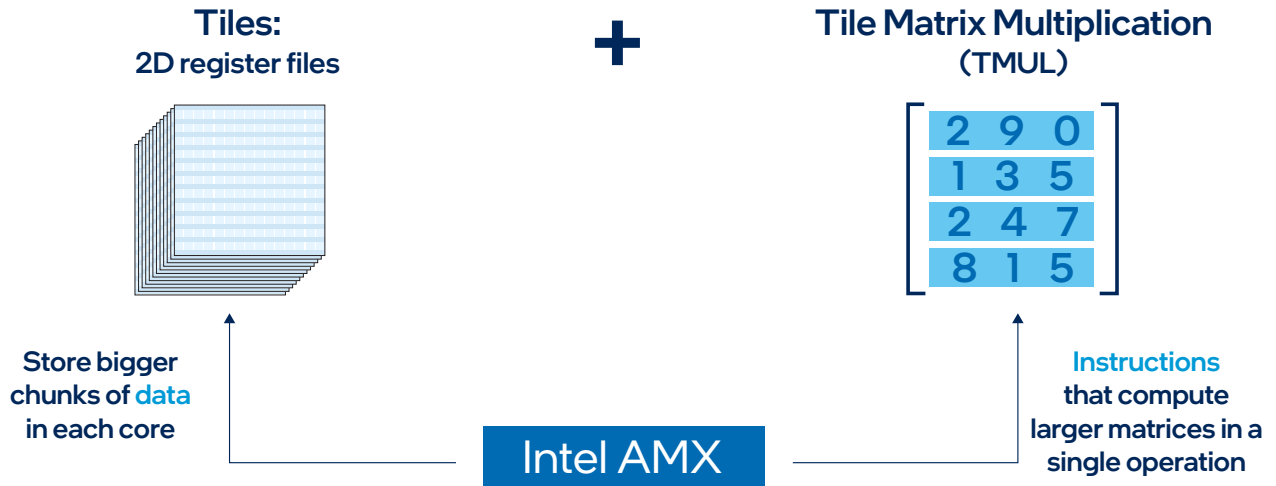 Tiles:
2D register files
+
Tile Matrix Multiplication
(TMUL)
2 9 0
1 3 5
2 4 7
8 1 5
Store bigger
chunks of data
in each core
Instructions
that compute
larger matrices in a
single operation
Intel AMX